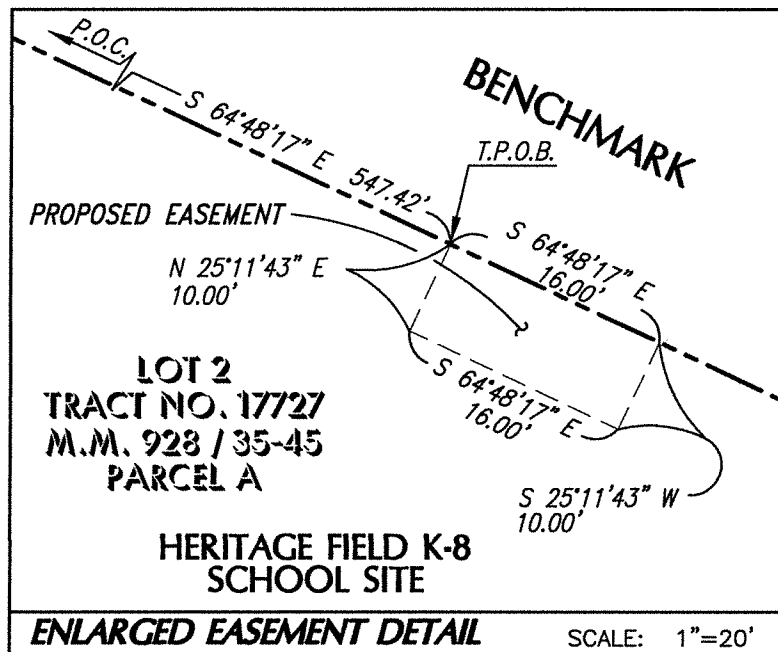 P.O.C.
S 64°48'17" E 547.42'
BENCHMARK
T.P.O.B.
PROPOSED EASEMENT
S 64°48'17" E
16.00'
N 25°11'43" E
10.00'
LOT 2
TRACT NO. 17727
M.M. 928 / 35-45
PARCEL A
S 64°48'17" E
16.00'
S 25°11'43" W
10.00'
HERITAGE FIELD K-8
SCHOOL SITE
ENLARGED EASEMENT DETAIL SCALE: 1"=20'